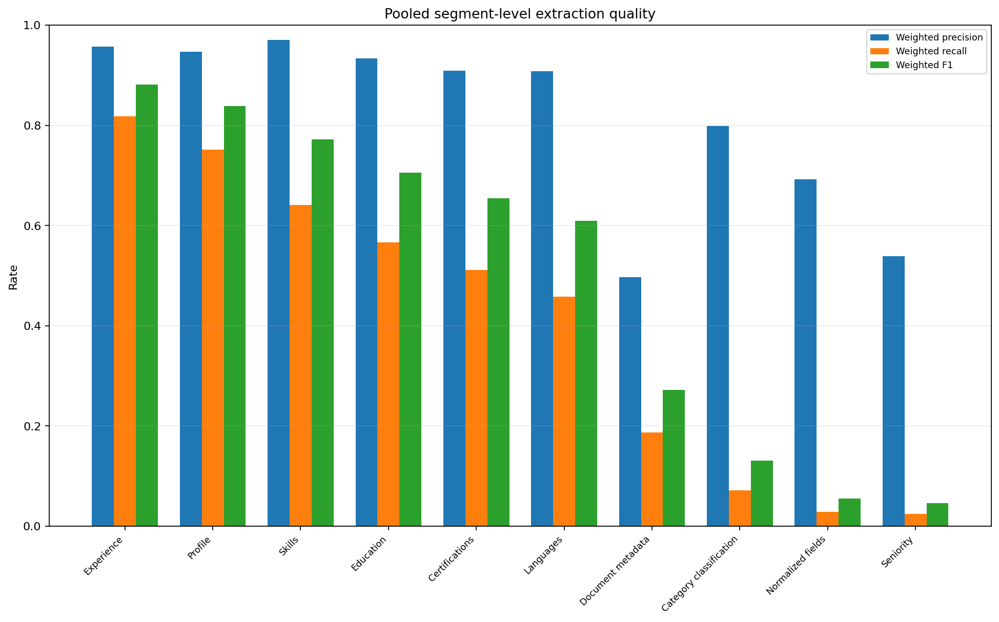 Pooled segment-level extraction quality
Weighted precision
Weighted recall
Weighted F1
Rate
1.0
0.8
0.6
0.4
0.2
0.0
Experience
Profile
Skills
Education
Certifications
Languages
Document metadata
Category classification
Normalized fields
Seniority